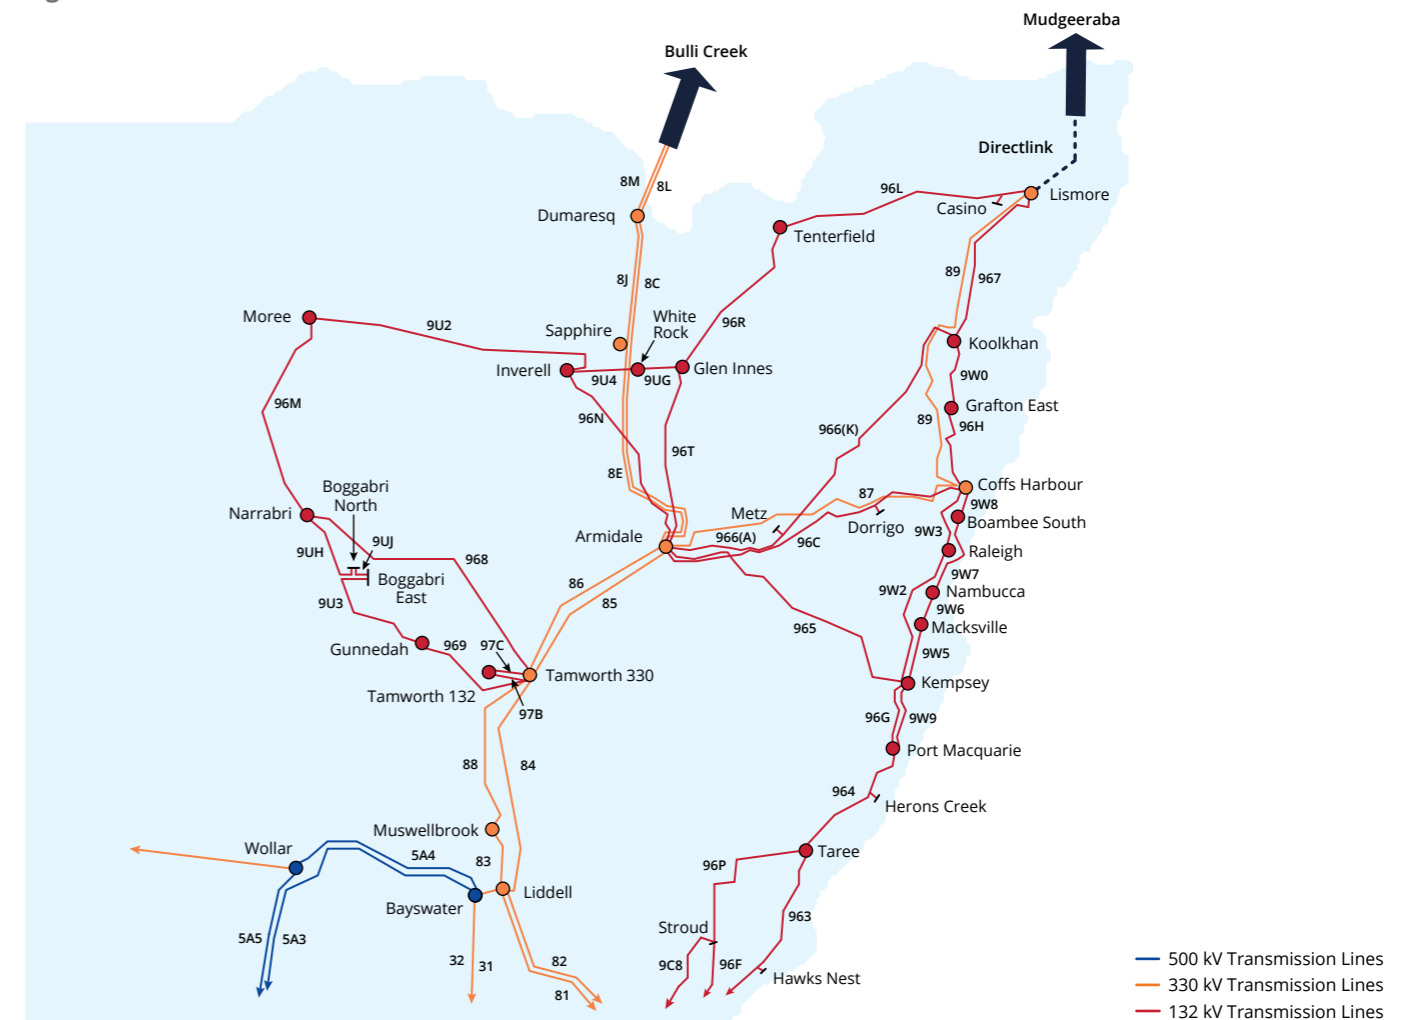 Mudgeeraba
Bulli Creek
Directlink
8M
8L
96L
Casino
Lismore
Dumaresq
Tenterfield
89
967
8J
8C
Moree
9U2
Sapphire
White
Rock
96R
Koolkhan
Inverell
9U4
9UG
Glen Innes
9W0
96M
96N
Grafton East
89
96H
966(K)
96T
8E
Boggabri
North
87
Coffs Harbour
Narrabri
Metz
9W8
Dorrigo
Boambee South
9UH
9UJ
Armidale
966(A)
96C
9W3
Raleigh
968
Boggabri
East
86
9W7
9W2
Nambucca
9U3
85
9W6
965
Macksville
Gunnedah
969
97C
9W5
Tamworth 330
Kempsey
Tamworth 132
97B
96G
9W9
Port Macquarie
88
84
964
Herons Creek
Muswellbrook
Wollar
5A4
83
96P
Taree
Bayswater
Liddell
963
Stroud
5A5
5A3
32
31
82
81
9C8
96F
Hawks Nest
500 kV Transmission Lines
330 kV Transmission Lines
132 kV Transmission Lines